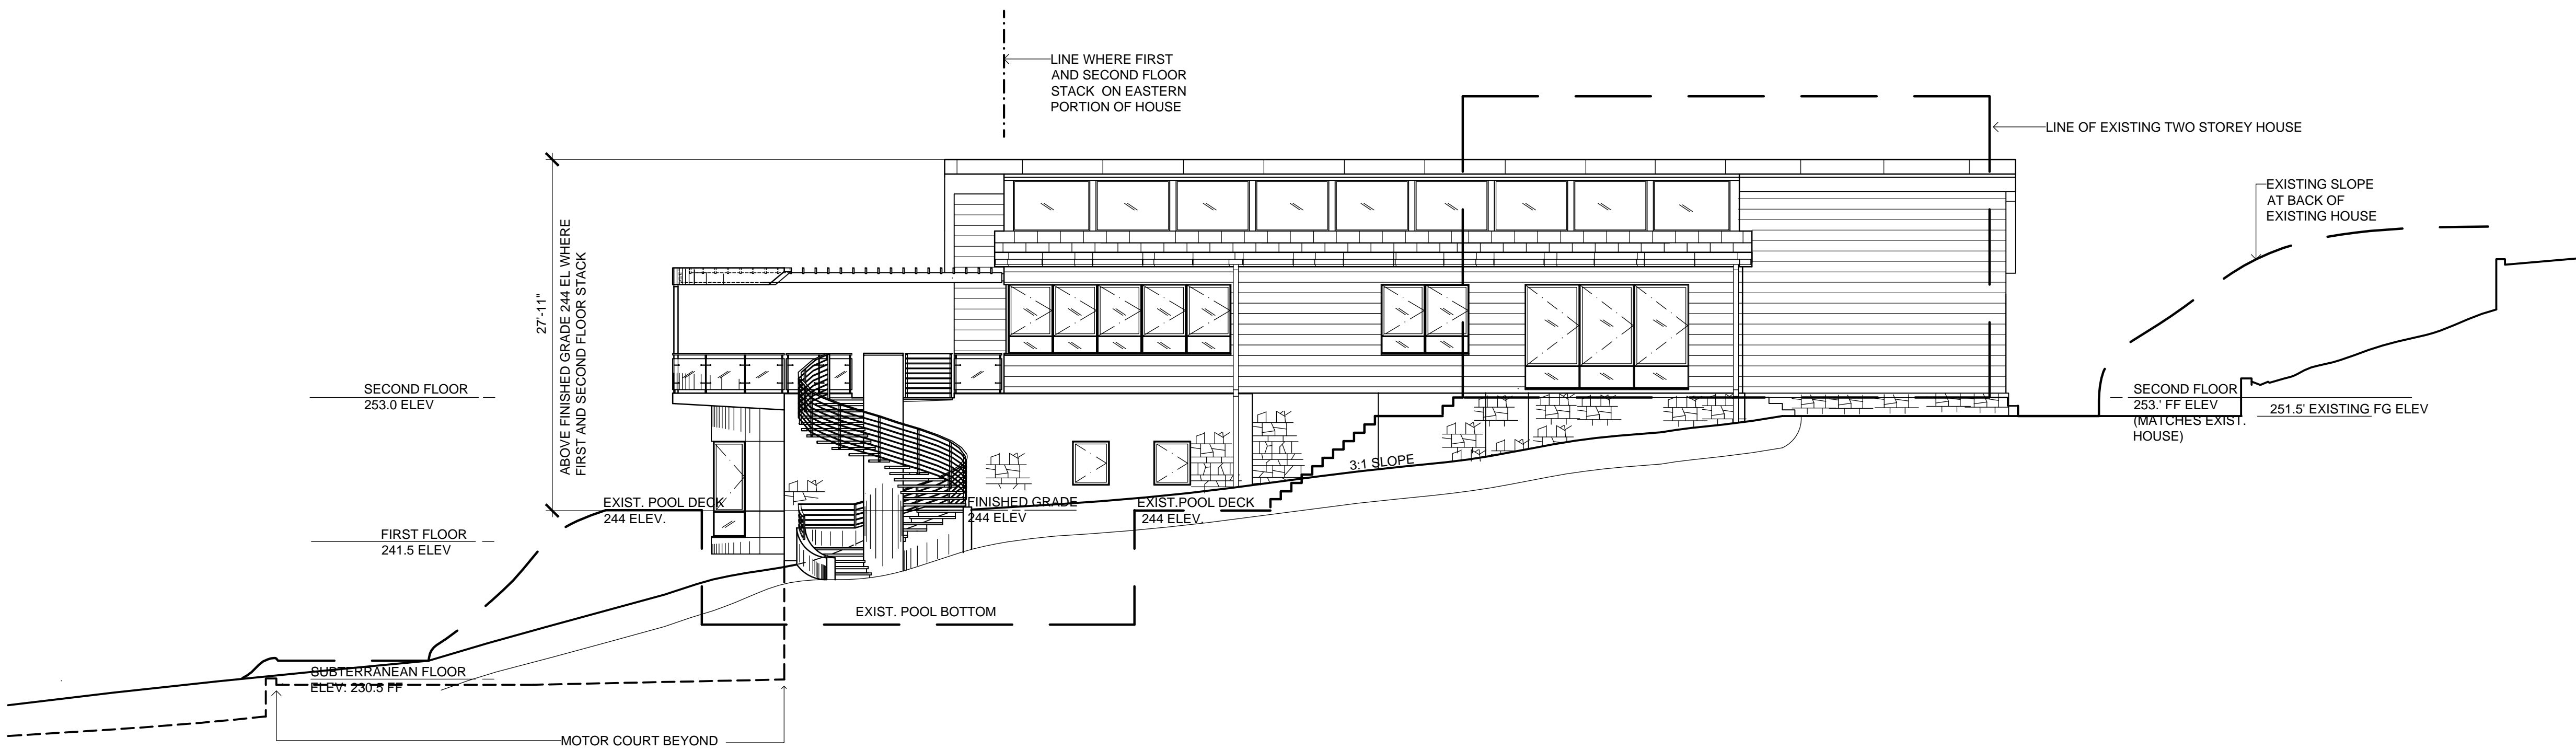 LINE WHERE FIRST
AND SECOND FLOOR
STACK ON EASTERN
PORTION OF HOUSE
LINE OF EXISTING TWO STOREY HOUSE
EXISTING SLOPE
AT BACK OF
EXISTING HOUSE
27'-11"
ABOVE FINISHED GRADE 244 EL WHERE
FIRST AND SECOND FLOOR STACK
SECOND FLOOR
253.0 ELEV
SECOND FLOOR
253.' FF ELEV
(MATCHES EXIST.
HOUSE)
251.5' EXISTING FG ELEV
3:1 SLOPE
EXIST. POOL DECK
244 ELEV.
FINISHED GRADE
244 ELEV
EXIST.POOL DECK
244 ELEV.
FIRST FLOOR
241.5 ELEV
EXIST. POOL BOTTOM
SUBTERRANEAN FLOOR
ELEV: 230.5 FF
MOTOR COURT BEYOND